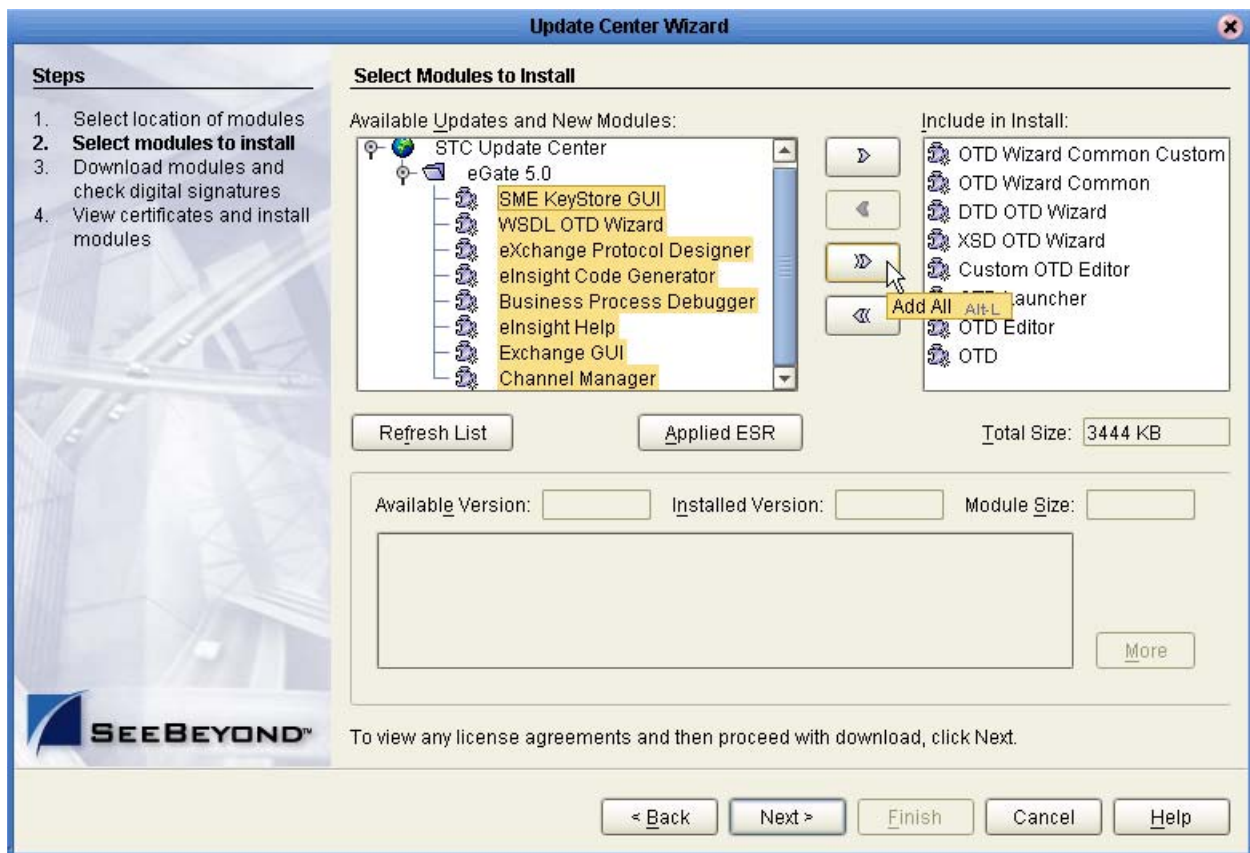 Update Center Wizard
Steps
1. Select location of modules
2. Select modules to install
3. Download modules and
check digital signatures
4. View certificates and install
modules
SEEBEYOND™
Select Modules to Install
Available Updates and New Modules:
STC Update Center
eGate 5.0
SME KeyStore GUI
WSDL OTD Wizard
eXchange Protocol Designer
eInsight Code Generator
Business Process Debugger
eInsight Help
Exchange GUI
Channel Manager
Include in Install:
OTD Wizard Common Custom
OTD Wizard Common
DTD OTD Wizard
XSD OTD Wizard
Custom OTD Editor
Launcher
OTD Editor
OTD
Add All Alt-L
Refresh List
Applied ESR
Total Size: 3444 KB
Available Version:
Installed Version:
Module Size:
More
To view any license agreements and then proceed with download, click Next.
< Back
Next >
Finish
Cancel
Help